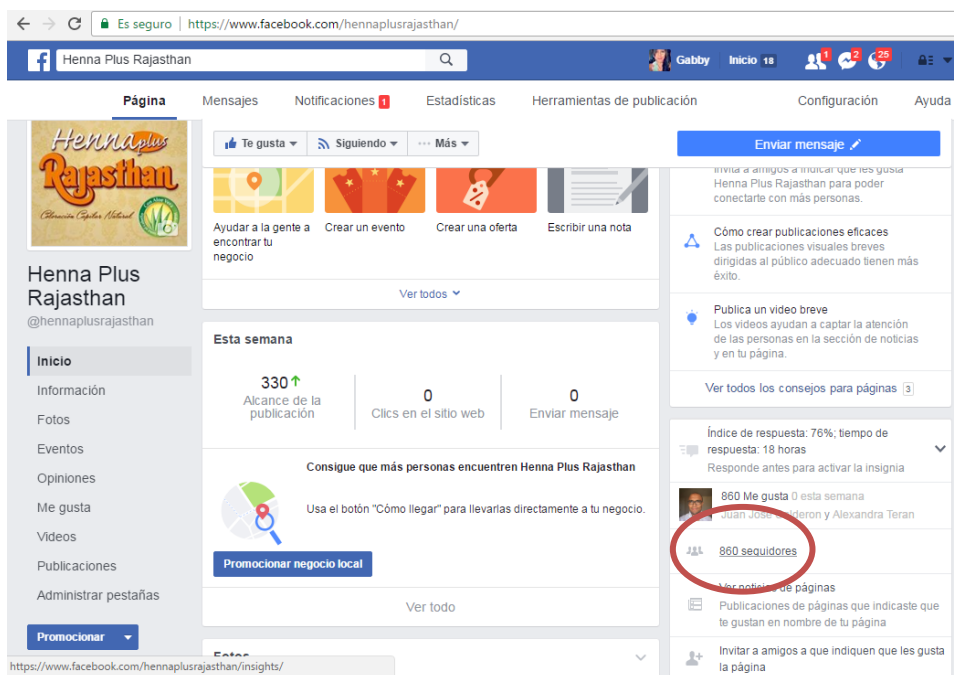 Es seguro | https://www.facebook.com/hennaplusrajasthan/
Henna Plus Rajasthan
Gabby Inicio 18 1 2 25
Página Mensajes Notificaciones 1 Estadísticas Herramientas de publicación Configuración Ayuda
Henna plus
Rajasthan
Coloración Capilar Natural
Henna Plus
Rajasthan
@hennaplusrajasthan
Inicio
Información
Fotos
Eventos
Opiniones
Me gusta
Videos
Publicaciones
Administrar pestañas
Promocionar
Te gusta Siguiendo ··· Más
Ayudar a la gente a
encontrar tu
negocio
Crear un evento
Crear una oferta
Escribir una nota
Ver todos
Esta semana
330
Alcance de la
publicación
0
Clics en el sitio web
0
Enviar mensaje
Consigue que más personas encuentren Henna Plus Rajasthan
Usa el botón "Cómo llegar" para llevarlas directamente a tu negocio.
Promocionar negocio local
Ver todo
Fotos
Enviar mensaje
Invita a amigos a indicar que les gusta
Henna Plus Rajasthan para poder
conectarte con más personas.
Cómo crear publicaciones eficaces
Las publicaciones visuales breves
dirigidas al público adecuado tienen más
éxito.
Publica un video breve
Los videos ayudan a captar la atención
de las personas en la sección de noticias
y en tu página.
Ver todos los consejos para páginas 3
Índice de respuesta: 76%; tiempo de
respuesta: 18 horas
Responde antes para activar la insignia
860 Me gusta 0 esta semana
Juan José Calderon y Alexandra Teran
860 seguidores
Ver noticias de páginas
Publicaciones de páginas que indicaste que
te gustan en nombre de tu página
Invitar a amigos a que indiquen que les gusta
la página
https://www.facebook.com/hennaplusrajasthan/insights/